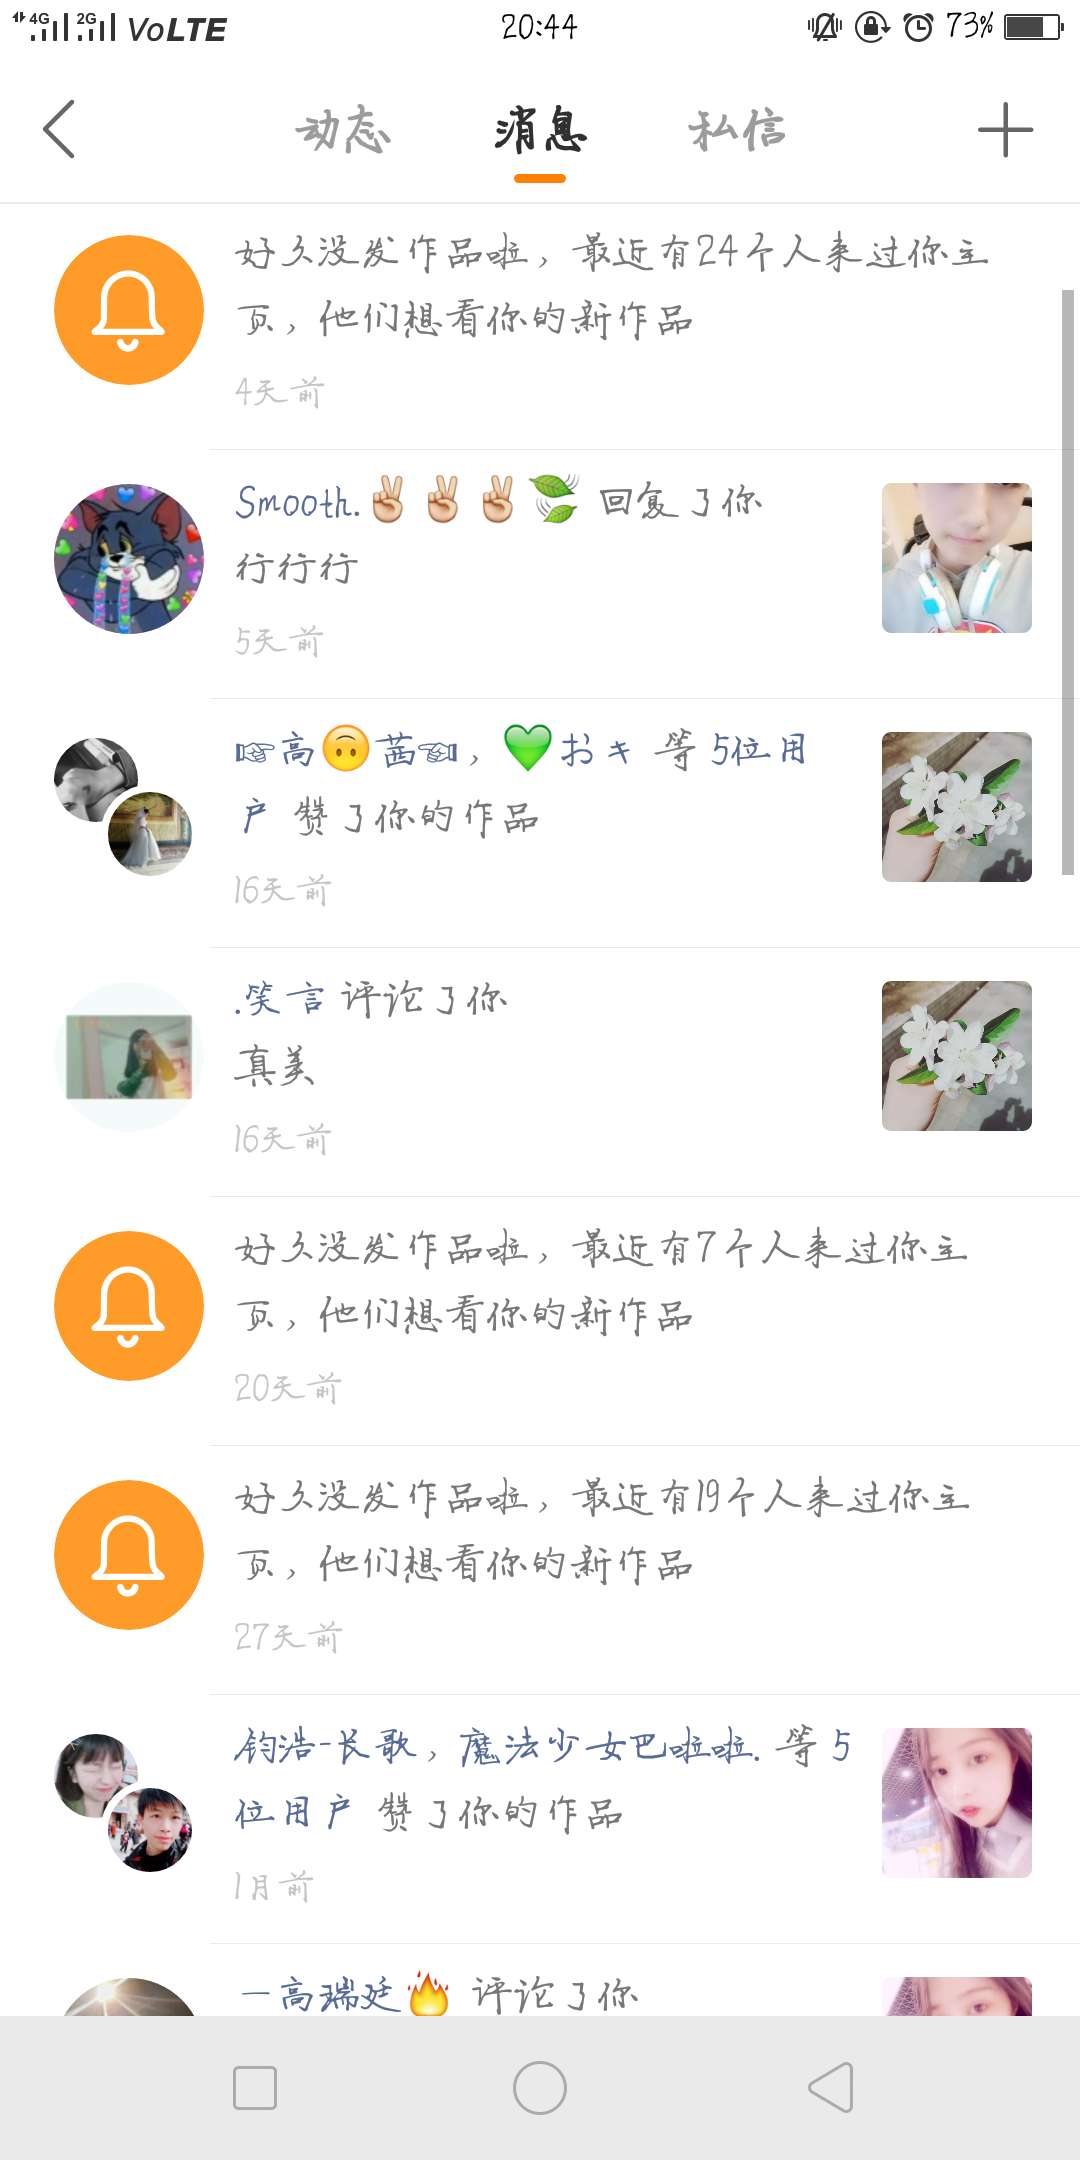 4G 2G VoLTE 20:44 73%
动态 消息 私信
好久没发作品啦，最近有24个人来过你主
页，他们想看你的新作品
4天前
Smooth.✌✌✌🍃 回复了你
行行行
5天前
☞高🙃茜☜，💚おキ 等 5位用
户 赞了你的作品
16天前
.笑言 评论了你
真美
16天前
好久没发作品啦，最近有7个人来过你主
页，他们想看你的新作品
20天前
好久没发作品啦，最近有19个人来过你主
页，他们想看你的新作品
27天前
钧浩-长歌，魔法少女巴啦啦. 等 5
位用户 赞了你的作品
1月前
一高瑞廷🔥 评论了你